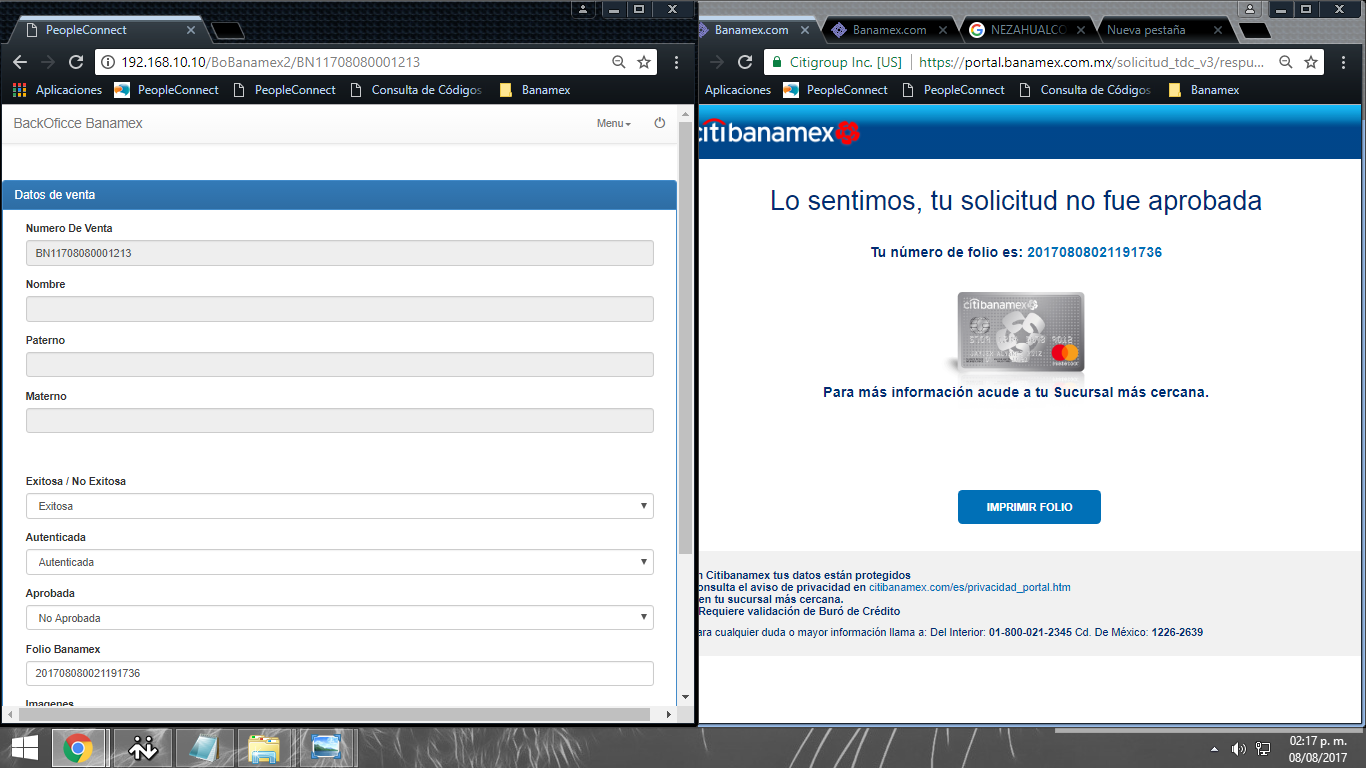 PeopleConnect
192.168.10.10/BoBanamex2/BN11708080001213
Aplicaciones PeopleConnect PeopleConnect Consulta de Códigos Banamex
BackOficce Banamex Menu
Datos de venta
Numero De Venta
BN11708080001213
Nombre
Paterno
Materno
Exitosa / No Exitosa
Exitosa
Autenticada
Autenticada
Aprobada
No Aprobada
Folio Banamex
201708080021191736
Imagenes
Banamex.com Banamex.com NEZAHUALCO Nueva pestaña
Citigroup Inc. [US] https://portal.banamex.com.mx/solicitud_tdc_v3/respu...
Aplicaciones PeopleConnect PeopleConnect Consulta de Códigos Banamex
citibanamex
Lo sentimos, tu solicitud no fue aprobada
Tu número de folio es: 20170808021191736
citibanamex
Para más información acude a tu Sucursal más cercana.
IMPRIMIR FOLIO
n Citibanamex tus datos están protegidos
onsulta el aviso de privacidad en citibanamex.com/es/privacidad_portal.htm
en tu sucursal más cercana.
Requiere validación de Buró de Crédito
ara cualquier duda o mayor información llama a: Del Interior: 01-800-021-2345 Cd. De México: 1226-2639
02:17 p. m.
08/08/2017